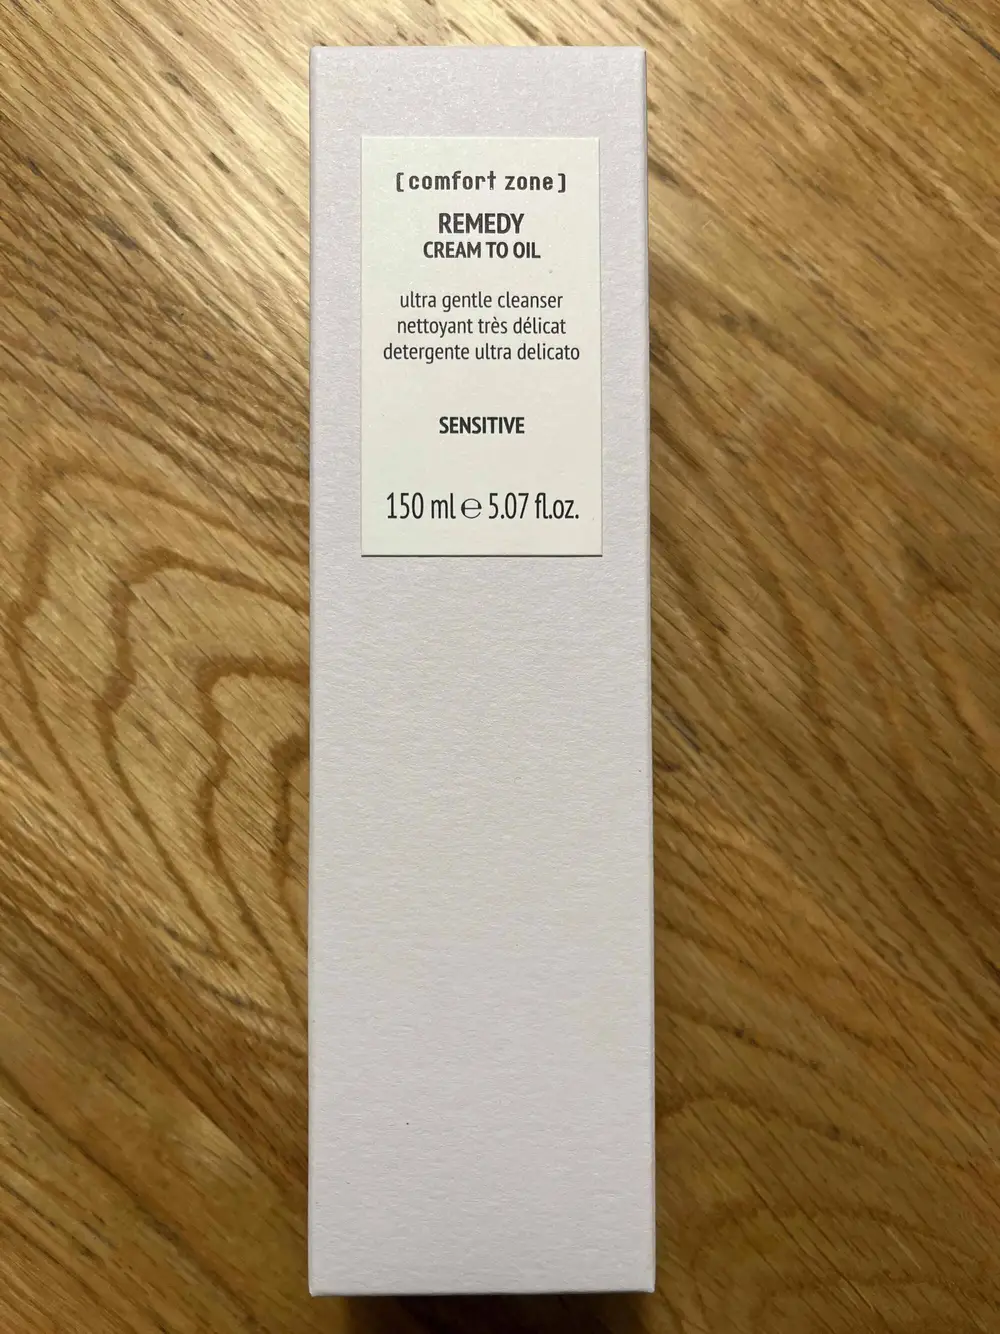 [comfort zone]
REMEDY
CREAM TO OIL
ultra gentle cleanser
nettoyant très délicat
detergente ultra delicato
SENSITIVE
150 ml ℮ 5.07 fl.oz.